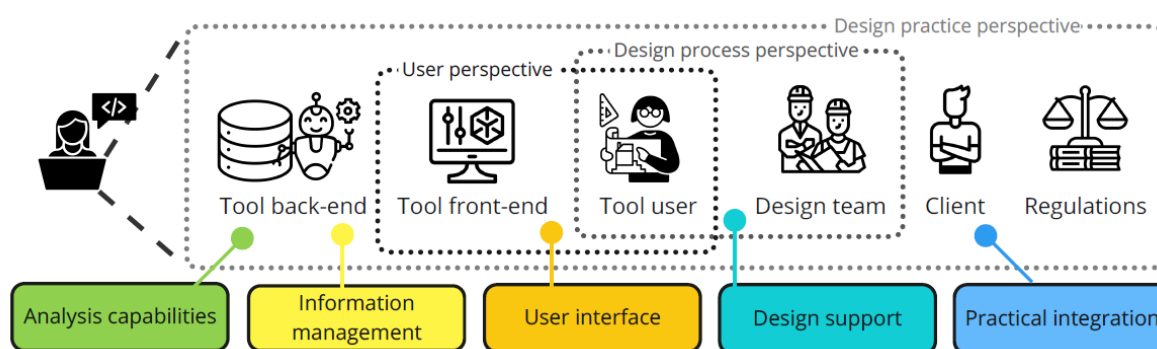 Design practice perspective
Design process perspective
User perspective
</>
Tool back-end
Tool front-end
Tool user
Design team
Client
Regulations
Analysis capabilities
Information
management
User interface
Design support
Practical integration